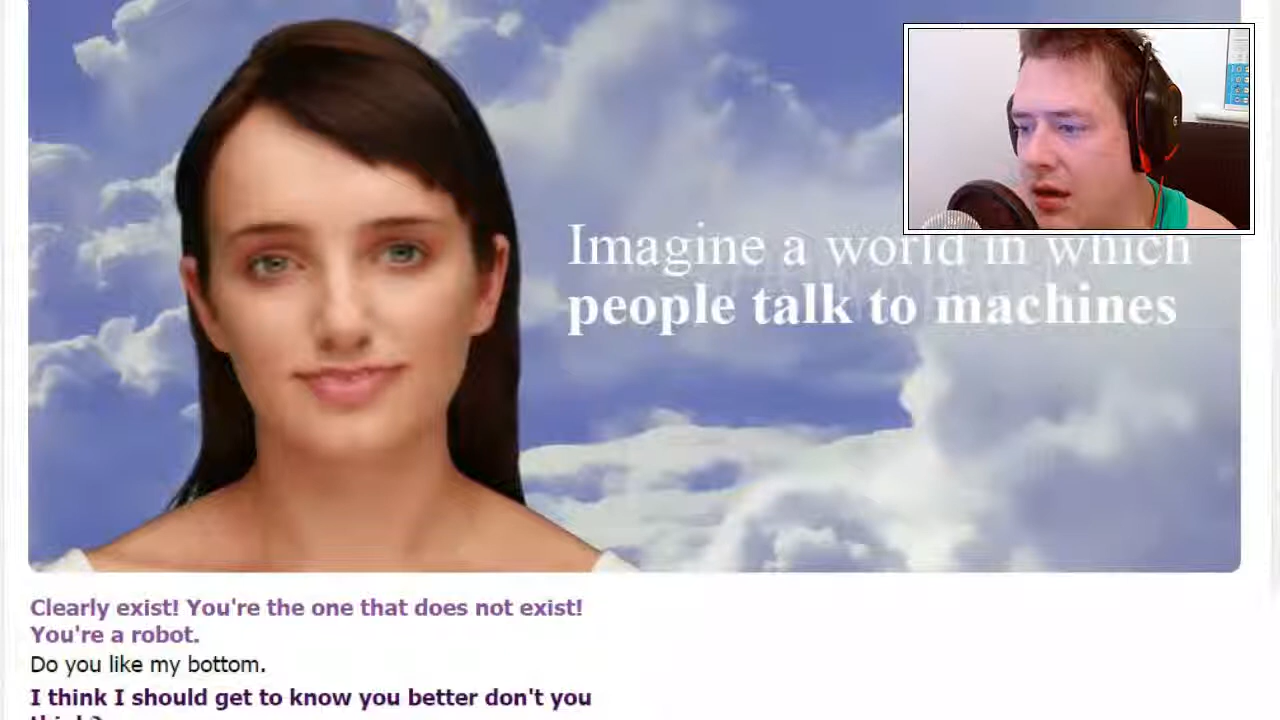 Imagine a world in which
people talk to machines
Clearly exist! You're the one that does not exist!
You're a robot.
Do you like my bottom.
I think I should get to know you better don't you
think?